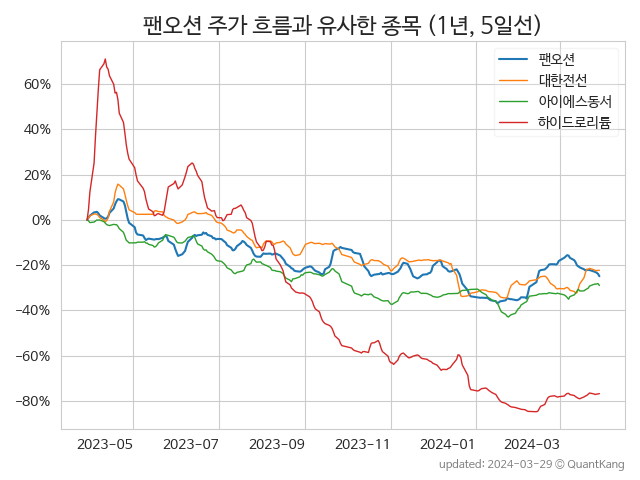 팬오션 주가 흐름과 유사한 종목 (1년, 5일선)
팬오션
대한전선
아이에스동서
하이드로리튬
60%
40%
20%
0%
−20%
−40%
−60%
−80%
2023-05 2023-07 2023-09 2023-11 2024-01 2024-03
updated: 2024-03-29 © QuantKang